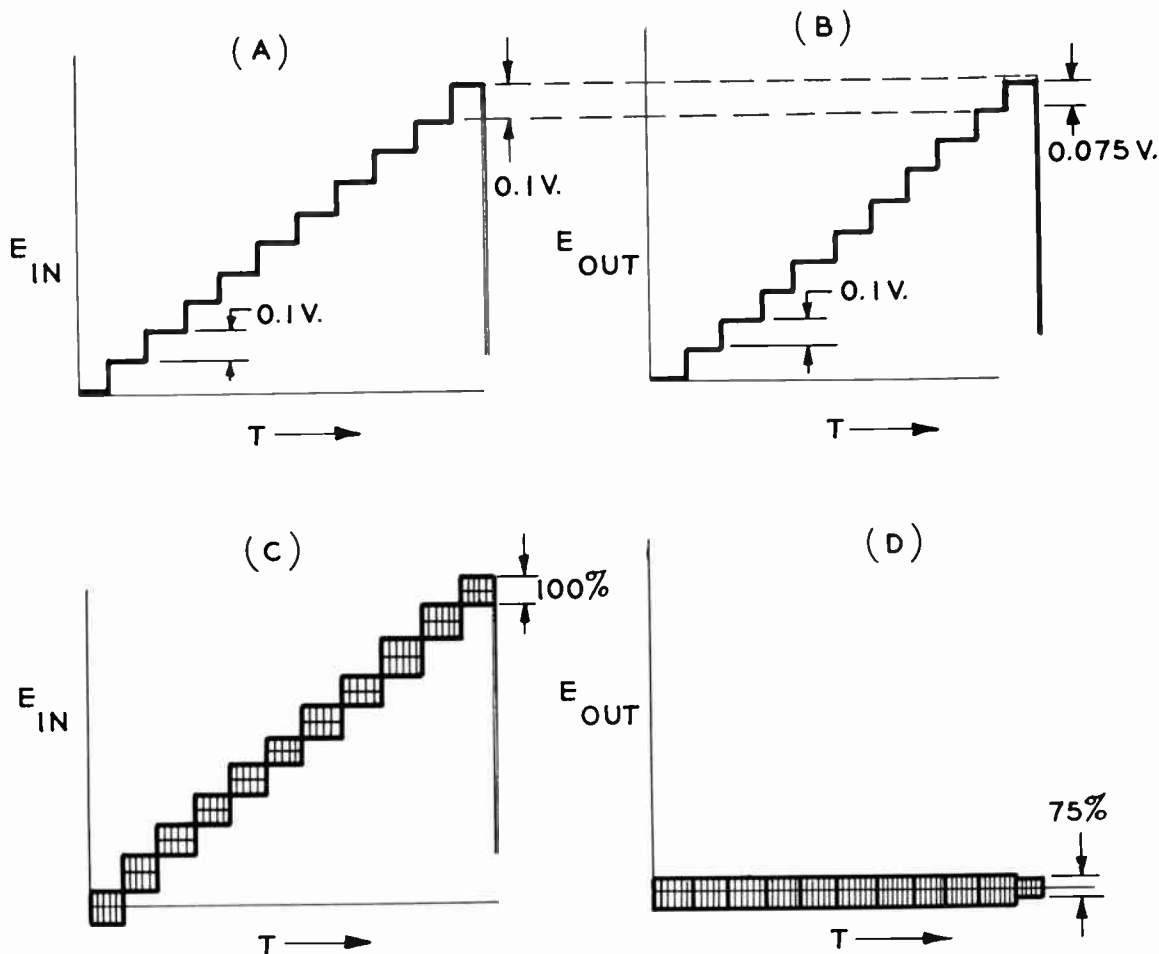 (A)
(B)
0.1 V.
0.075 V.
E IN
0.1 V.
E OUT
0.1 V.
T
T
(C)
(D)
100%
E IN
E OUT
75%
T
T